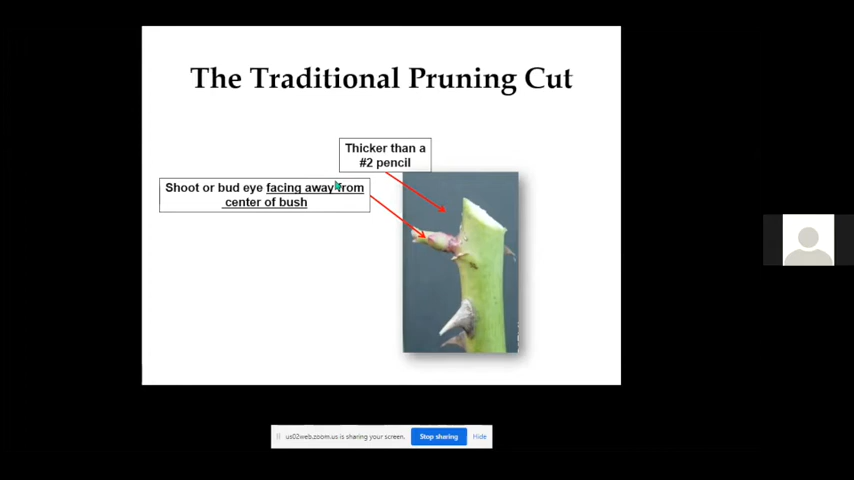 The Traditional Pruning Cut
Thicker than a
#2 pencil
Shoot or bud eye facing away from
center of bush
us02web.zoom.us is sharing your screen.
Stop sharing
Hide